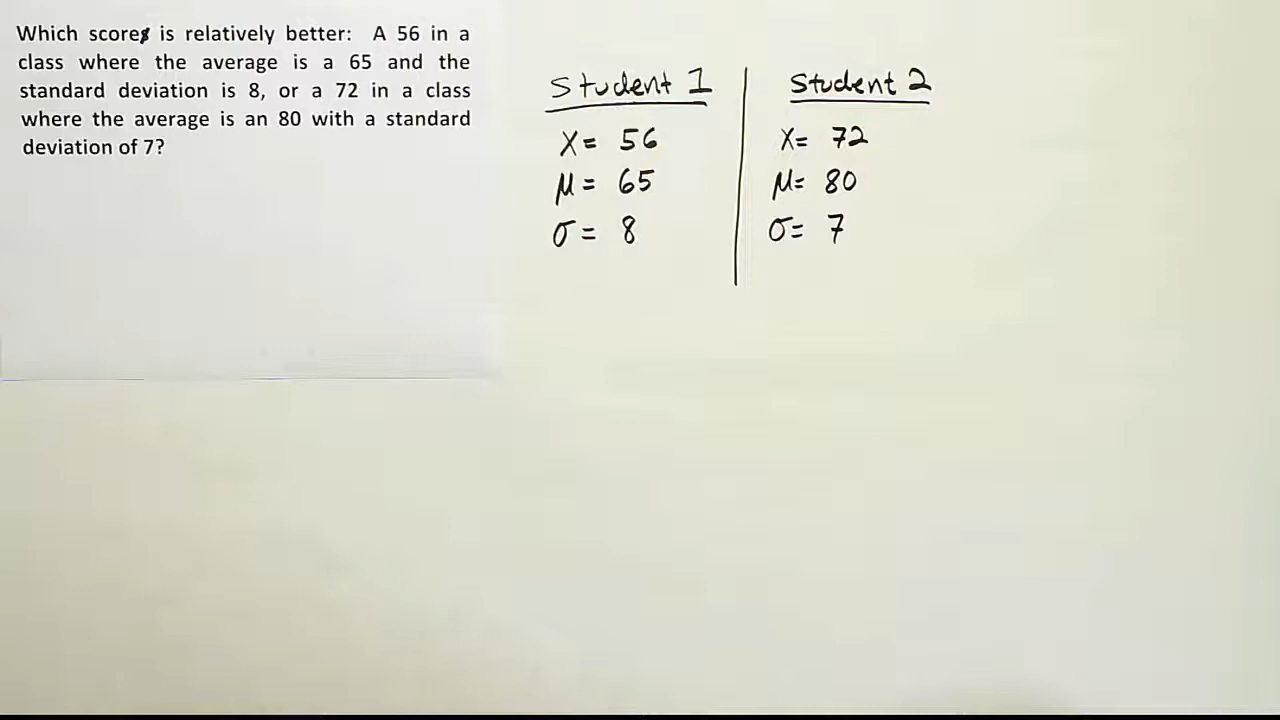 Which scores is relatively better: A 56 in a
class where the average is a 65 and the
standard deviation is 8, or a 72 in a class
where the average is an 80 with a standard
deviation of 7?
Student 1
X= 56
μ= 65
σ= 8
Student 2
X= 72
μ= 80
σ= 7